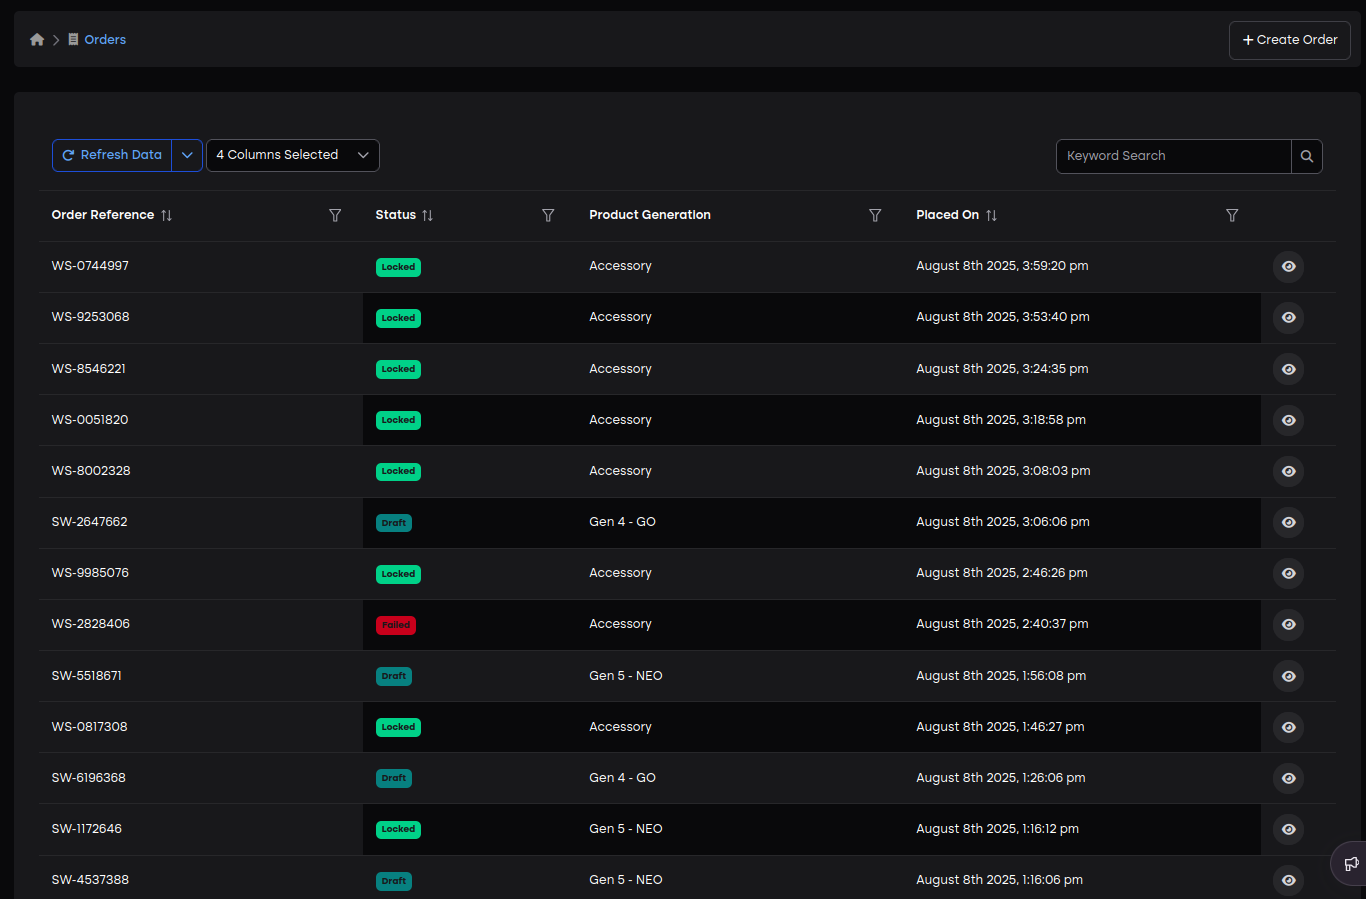 Orders
+ Create Order
Refresh Data
4 Columns Selected
Keyword Search
Order Reference Status Product Generation Placed On
WS-0744997 Locked Accessory August 8th 2025, 3:59:20 pm
WS-9253068 Locked Accessory August 8th 2025, 3:53:40 pm
WS-8546221 Locked Accessory August 8th 2025, 3:24:35 pm
WS-0051820 Locked Accessory August 8th 2025, 3:18:58 pm
WS-8002328 Locked Accessory August 8th 2025, 3:08:03 pm
SW-2647662 Draft Gen 4 - GO August 8th 2025, 3:06:06 pm
WS-9985076 Locked Accessory August 8th 2025, 2:46:26 pm
WS-2828406 Failed Accessory August 8th 2025, 2:40:37 pm
SW-5518671 Draft Gen 5 - NEO August 8th 2025, 1:56:08 pm
WS-0817308 Locked Accessory August 8th 2025, 1:46:27 pm
SW-6196368 Draft Gen 4 - GO August 8th 2025, 1:26:06 pm
SW-1172646 Locked Gen 5 - NEO August 8th 2025, 1:16:12 pm
SW-4537388 Draft Gen 5 - NEO August 8th 2025, 1:16:06 pm